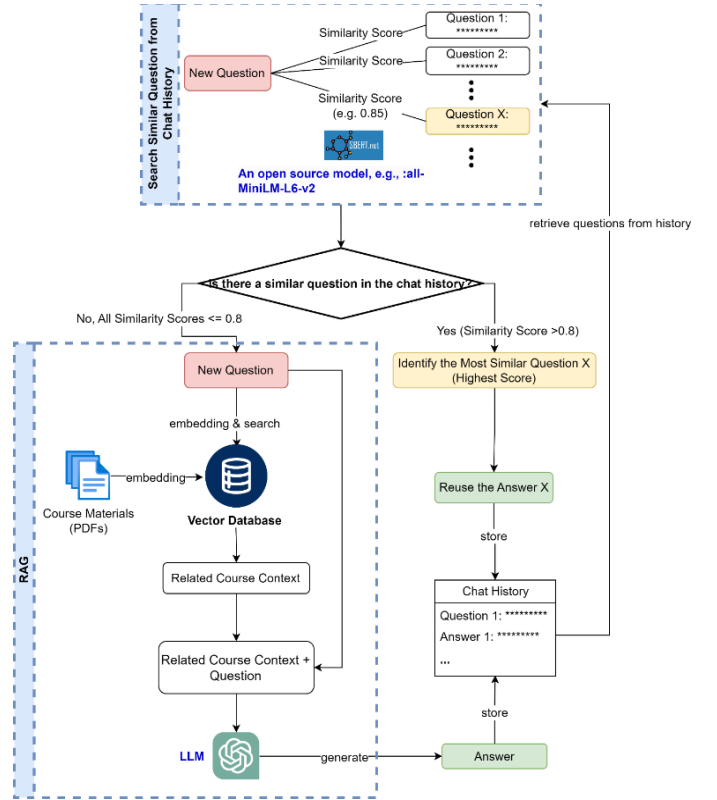 Search Similar Question from
Chat History
New Question
Similarity Score
Similarity Score
Similarity Score
(e.g. 0.85)
Question 1:
*********
Question 2:
*********
Question X:
*********
SBERT.net
An open source model, e.g., :all-
MiniLM-L6-v2
retrieve questions from history
Is there a similar question in the chat history?
No, All Similarity Scores <= 0.8
Yes (Similarity Score >0.8)
RAG
New Question
Identify the Most Similar Question X
(Highest Score)
embedding & search
embedding
Course Materials
(PDFs)
Vector Database
Reuse the Answer X
store
Related Course Context
Chat History
Question 1: *********
Answer 1: *********
...
Related Course Context +
Question
store
LLM
generate
Answer